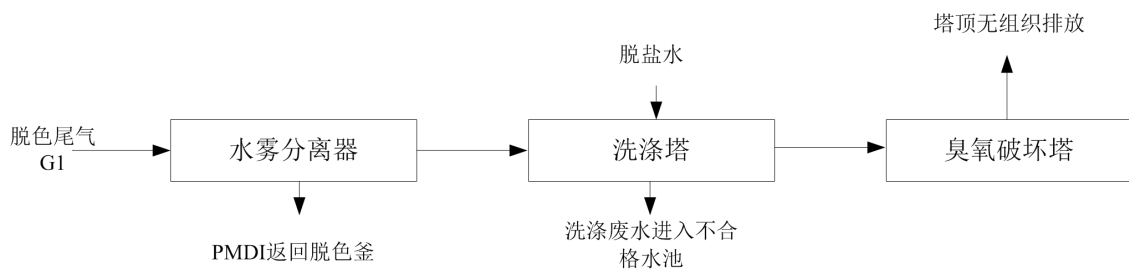 塔顶无组织排放
脱盐水
脱色尾气
G1
水雾分离器
洗涤塔
臭氧破坏塔
PMDI返回脱色釜
洗涤废水进入不合
格水池